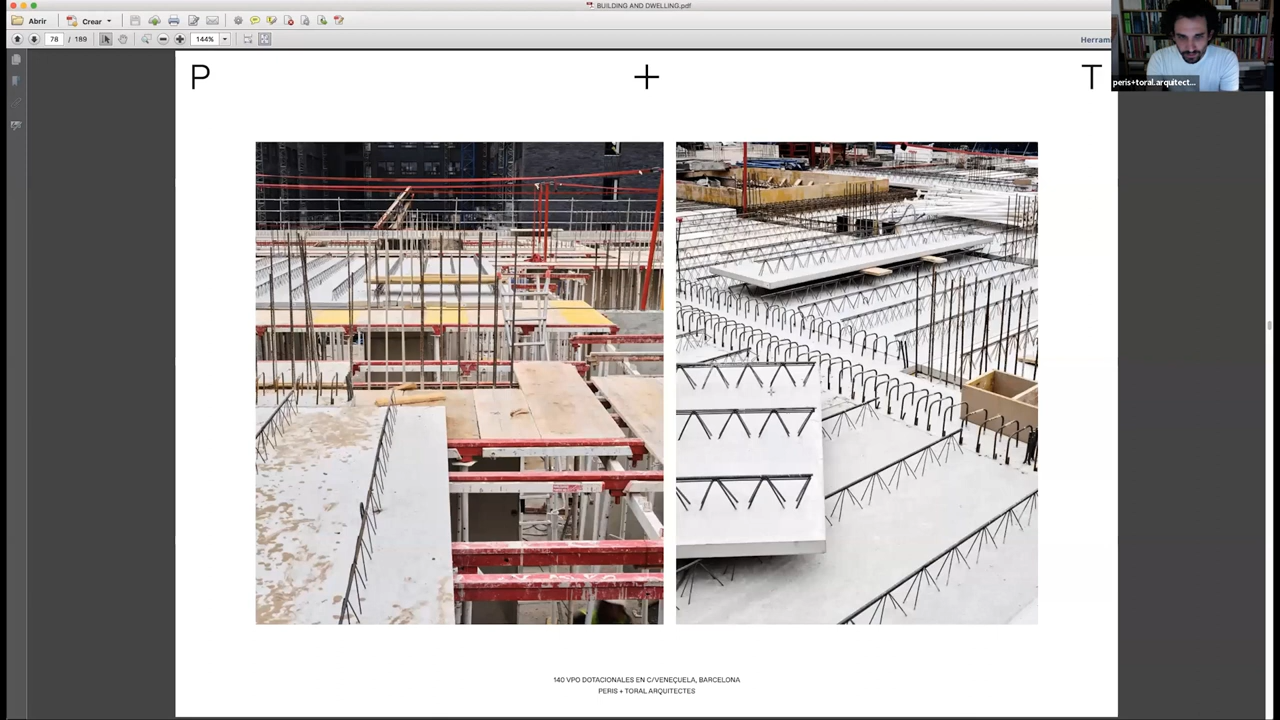 BUILDING AND DWELLING.pdf
Abrir
Crear
78 / 189
144%
Herrami
peris+toral.arquitect...
P + T
140 VPO DOTACIONALES EN C/VENEÇUELA, BARCELONA
PERIS + TORAL ARQUITECTES